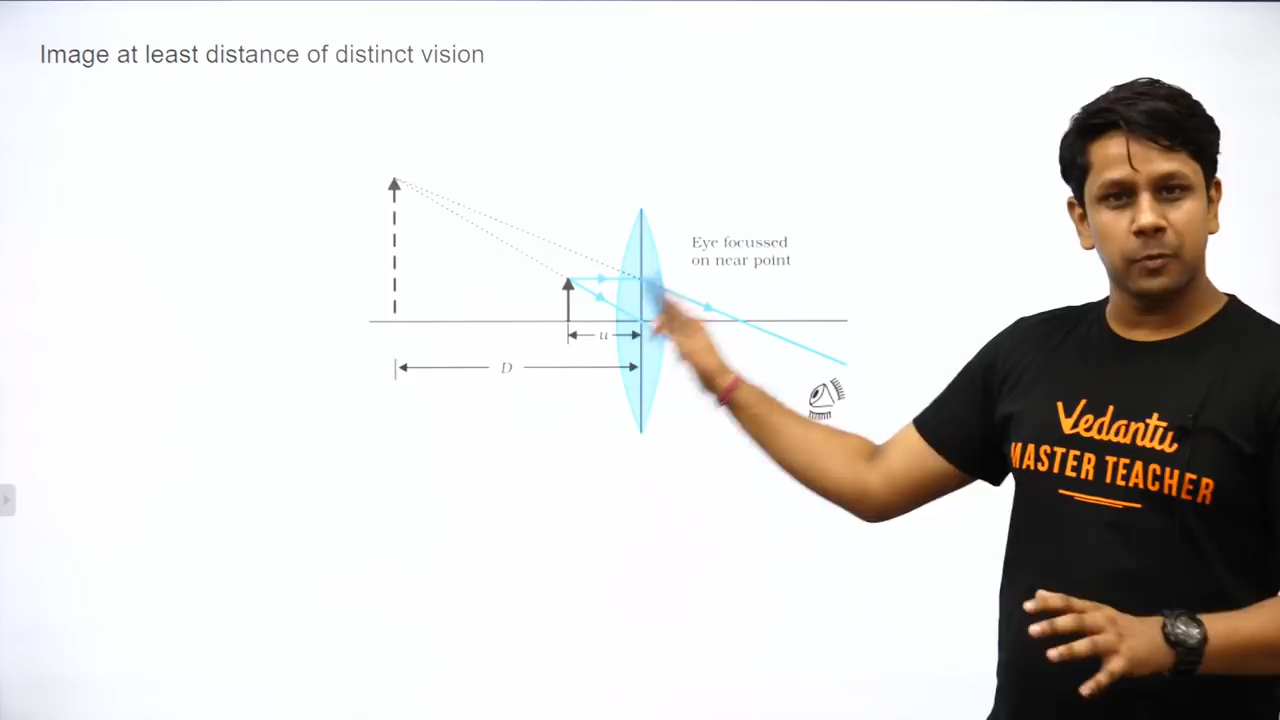 Image at least distance of distinct vision
Eye focussed
on near point
u
D
Vedantu
MASTER TEACHER